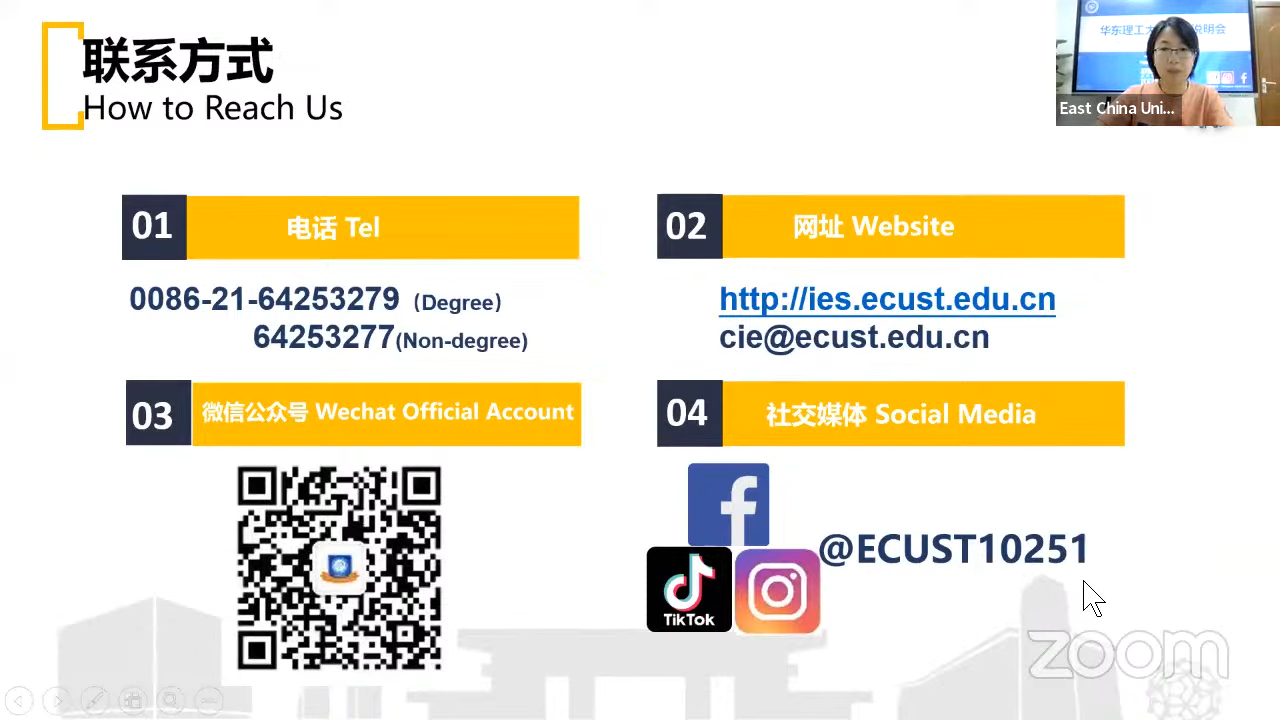 联系方式
How to Reach Us
East China Uni...
01
电话 Tel
0086-21-64253279 （Degree）
64253277(Non-degree)
02
网址 Website
http://ies.ecust.edu.cn
cie@ecust.edu.cn
03
微信公众号 Wechat Official Account
04
社交媒体 Social Media
TikTok
@ECUST10251
zoom